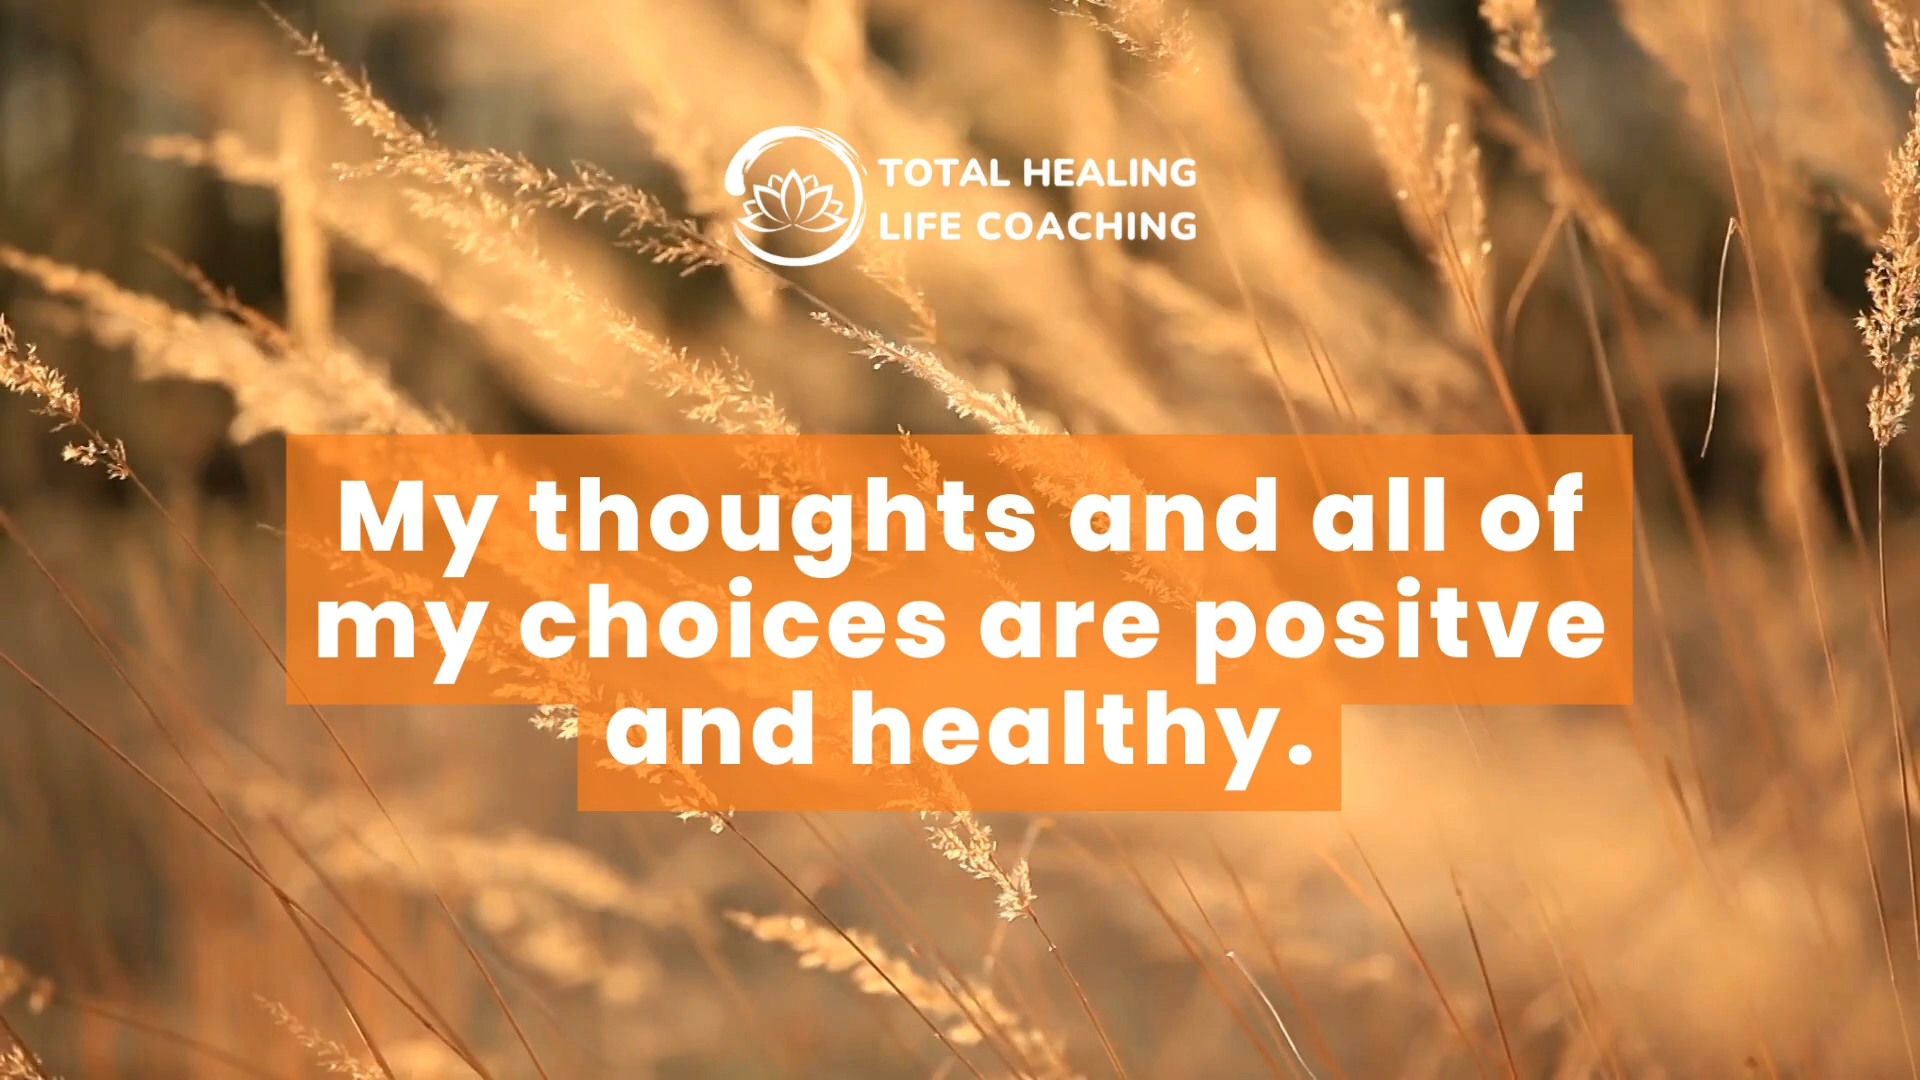 TOTAL HEALING
LIFE COACHING
My thoughts and all of
my choices are positve
and healthy.